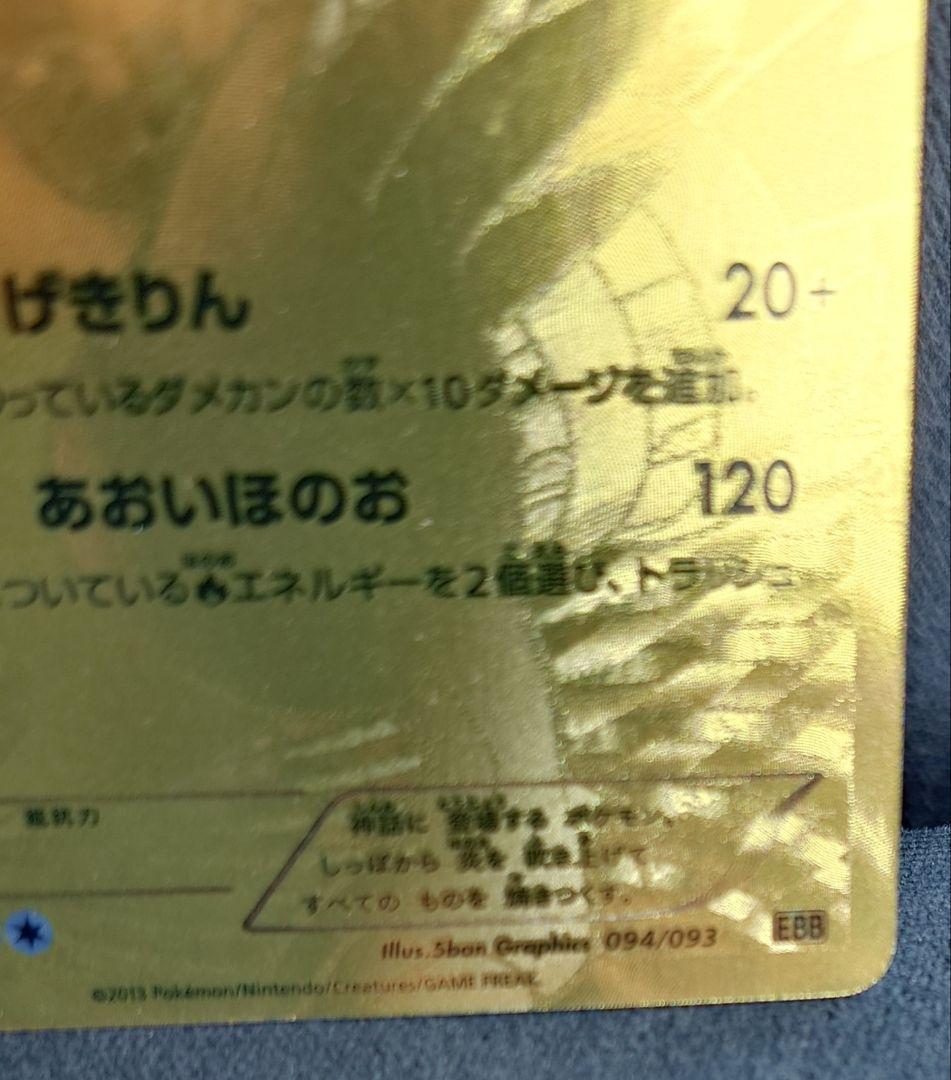 げきりん 20+
っているダメカンの数×10ダメージを追加。
あおいほのお 120
ついているエネルギーを2個選び、トラッシュ
抵抗力
神話に 登場する ポケモン。
しっぽから 炎を 吹き上げて
すべての ものを 焼きつくす。
Illus.5ban Graphics 094/093 EBB
©2013 Pokémon/Nintendo/Creatures/GAME FREAK.